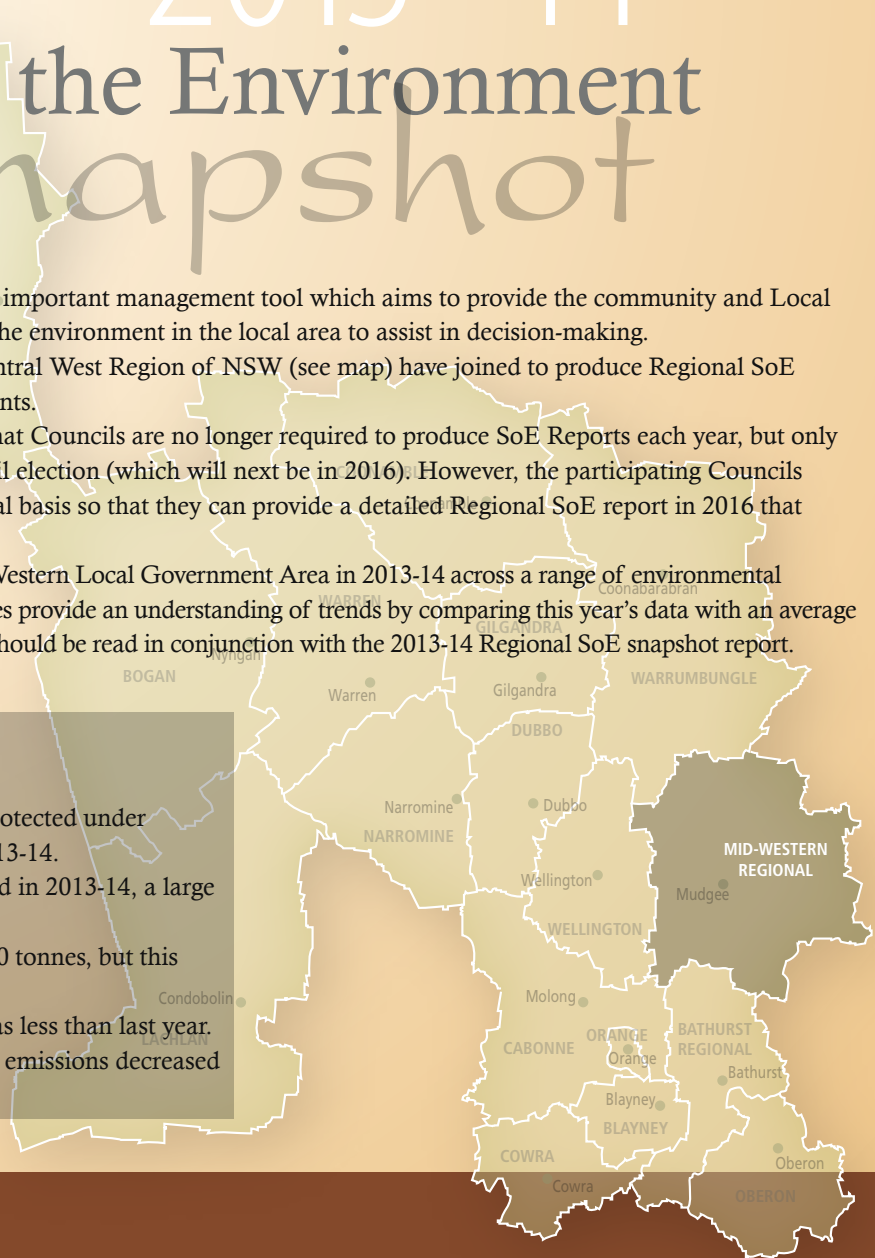 2013-14
the Environment
napshot
important management tool which aims to provide the community and Local
he environment in the local area to assist in decision-making.
ntral West Region of NSW (see map) have joined to produce Regional SoE
nts.
hat Councils are no longer required to produce SoE Reports each year, but only
il election (which will next be in 2016). However, the participating Councils
al basis so that they can provide a detailed Regional SoE report in 2016 that
Western Local Government Area in 2013-14 across a range of environmental
es provide an understanding of trends by comparing this year's data with an average
should be read in conjunction with the 2013-14 Regional SoE snapshot report.
COONAMBLE
Coonamble
Coonabarabran
WARREN
GILGANDRA
Nyngan
BOGAN
Warren
Gilgandra
WARRUMBUNGLE
DUBBO
Narromine
Dubbo
NARROMINE
MID-WESTERN
REGIONAL
Wellington
Mudgee
WELLINGTON
otected under
13-14.
d in 2013-14, a large
0 tonnes, but this
as less than last year.
emissions decreased
Condobolin
LACHLAN
Molong
ORANGE
Orange
CABONNE
BATHURST
REGIONAL
Bathurst
Blayney
BLAYNEY
COWRA
Cowra
Oberon
OBERON